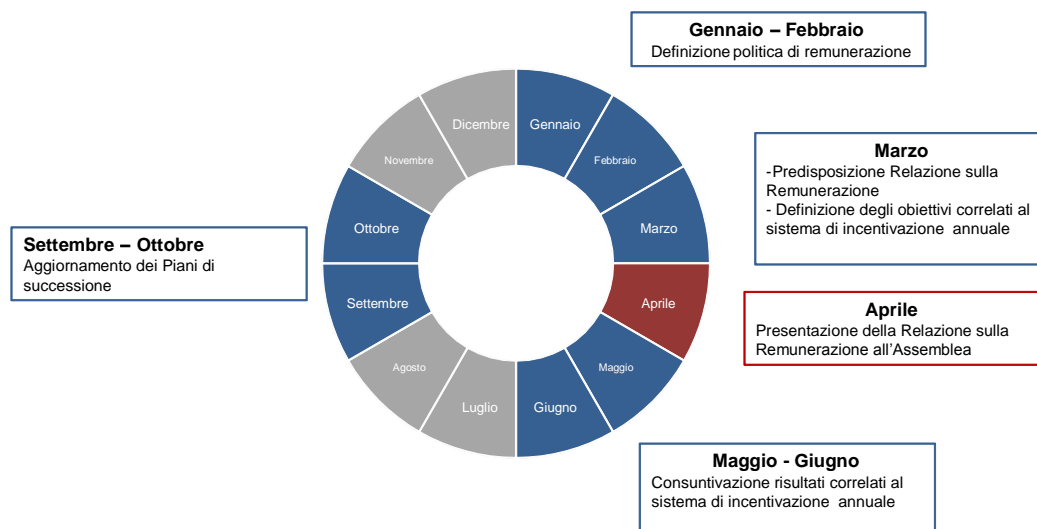 Gennaio – Febbraio
Definizione politica di remunerazione
Dicembre
Gennaio
Novembre
Febbraio
Marzo
-Predisposizione Relazione sulla
Remunerazione
- Definizione degli obiettivi correlati al
sistema di incentivazione annuale
Ottobre
Marzo
Settembre – Ottobre
Aggiornamento dei Piani di
successione
Settembre
Aprile
Aprile
Presentazione della Relazione sulla
Remunerazione all'Assemblea
Agosto
Maggio
Luglio
Giugno
Maggio - Giugno
Consuntivazione risultati correlati al
sistema di incentivazione annuale